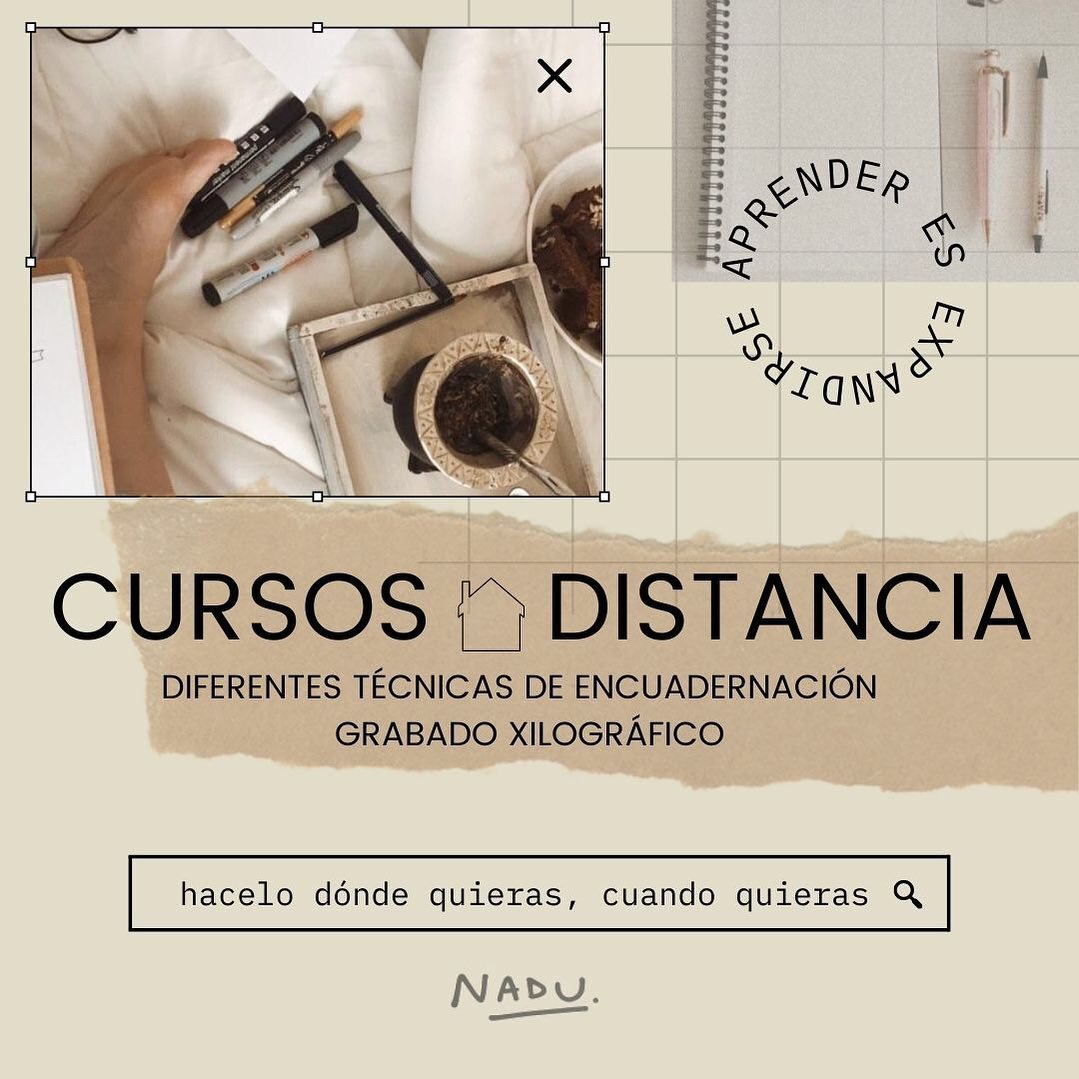 APRENDER ES EXPANDIRSE
CURSOS DISTANCIA
DIFERENTES TÉCNICAS DE ENCUADERNACIÓN
GRABADO XILOGRÁFICO
hacelo dónde quieras, cuando quieras
NADU.